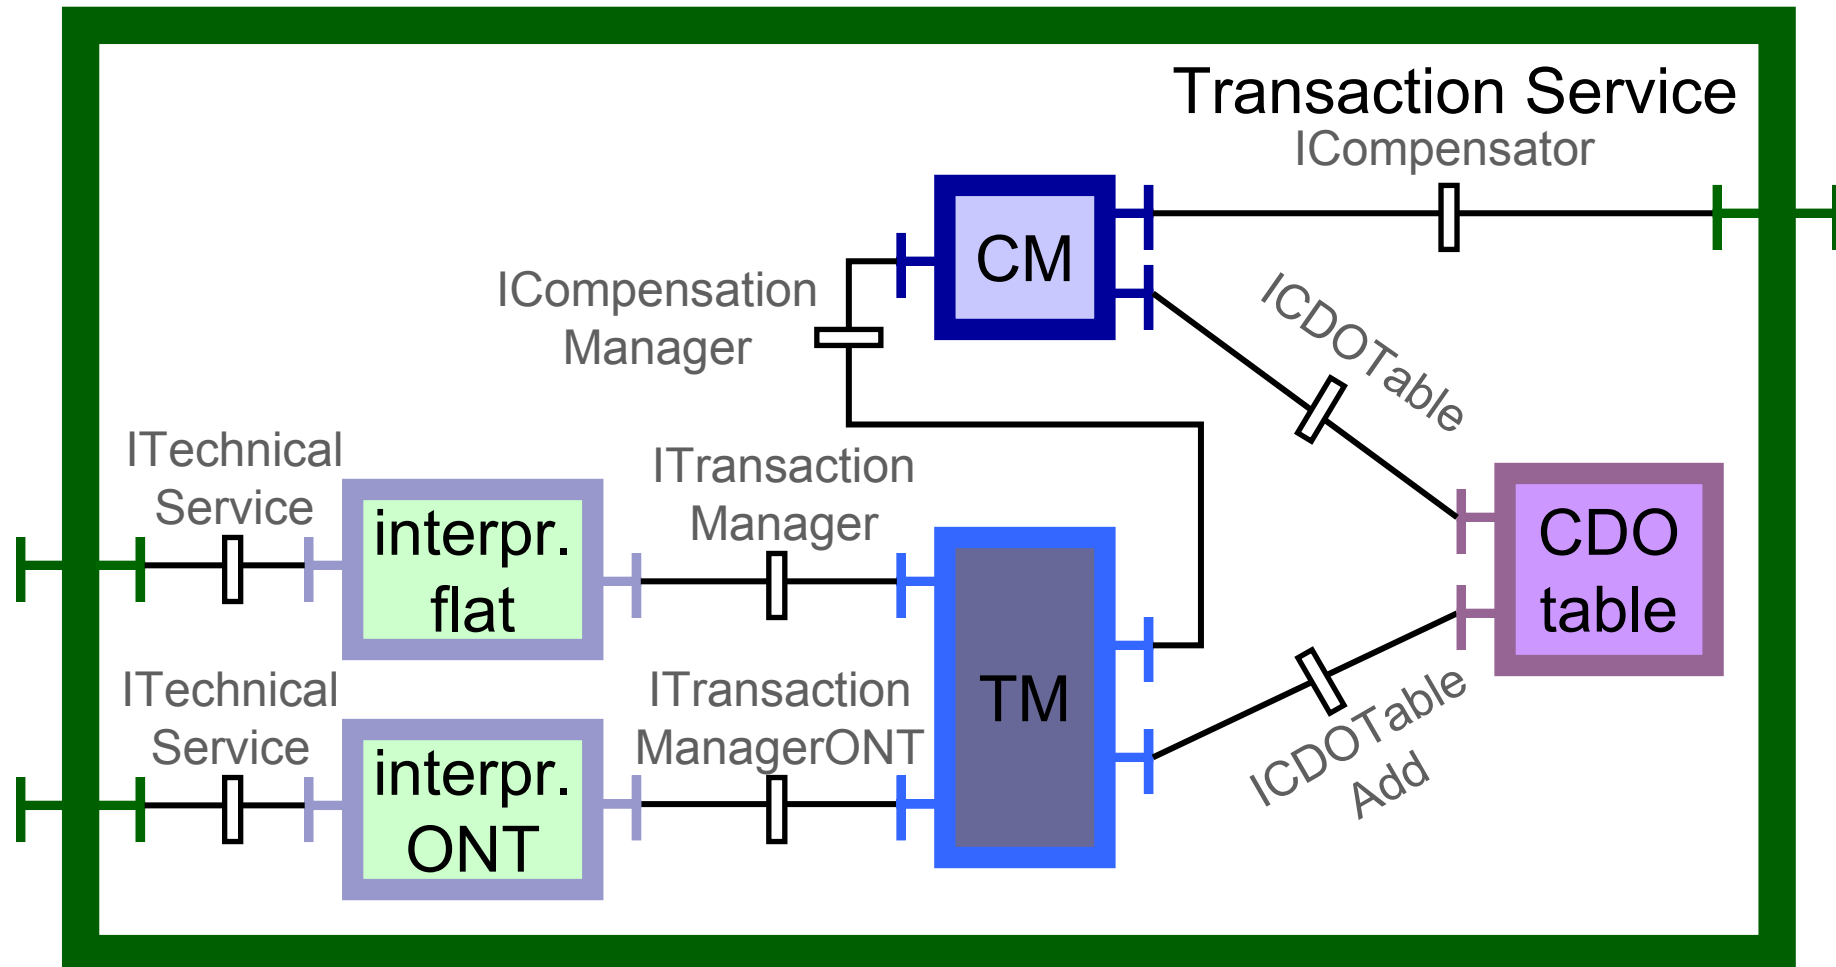 Transaction Service
ICompensator
CM
ICompensation
Manager
ICDOTable
ITechnical
Service
interpr.
flat
ITransaction
Manager
CDO
table
TM
ITechnical
Service
interpr.
ONT
ITransaction
ManagerONT
ICDOTable
Add